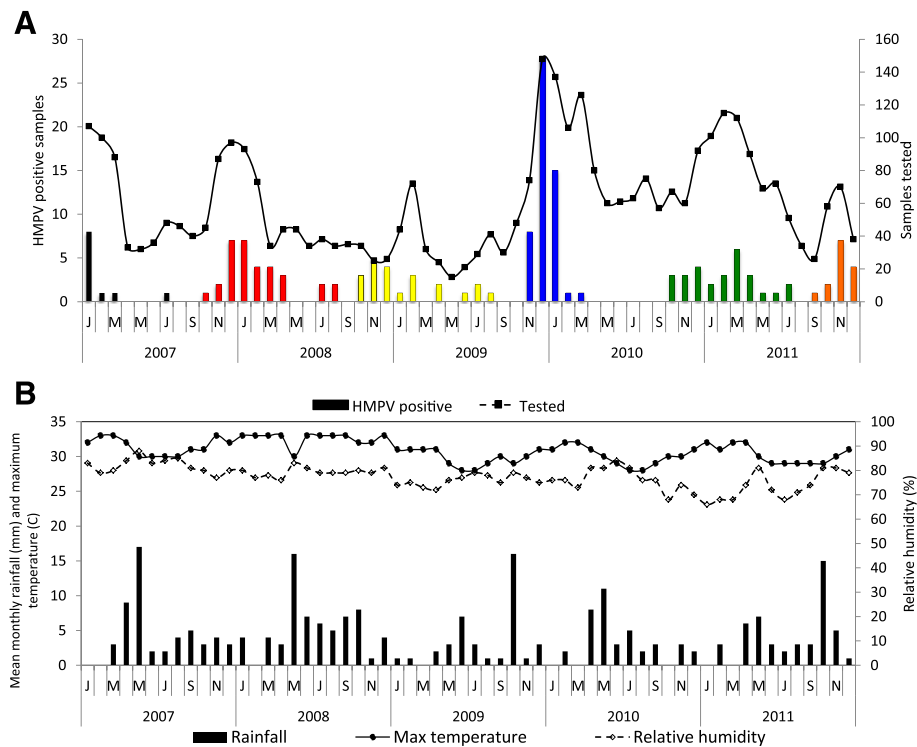 A
HMPV positive samples
30
25
20
15
10
5
0
160
140
120
100
80
60
40
20
0
Samples tested
J M M J S N J M M J S N J M M J S N J M M J S N J M M J S N
2007 2008 2009 2010 2011
HMPV positive Tested
B
Mean monthly rainfall (mm) and maximum
temperature (C)
35
30
25
20
15
10
5
0
100
90
80
70
60
50
40
30
20
10
0
Relative humidity (%)
J M M J S N J M M J S N J M M J S N J M M J S N J M M J S N
2007 2008 2009 2010 2011
Rainfall Max temperature Relative humidity